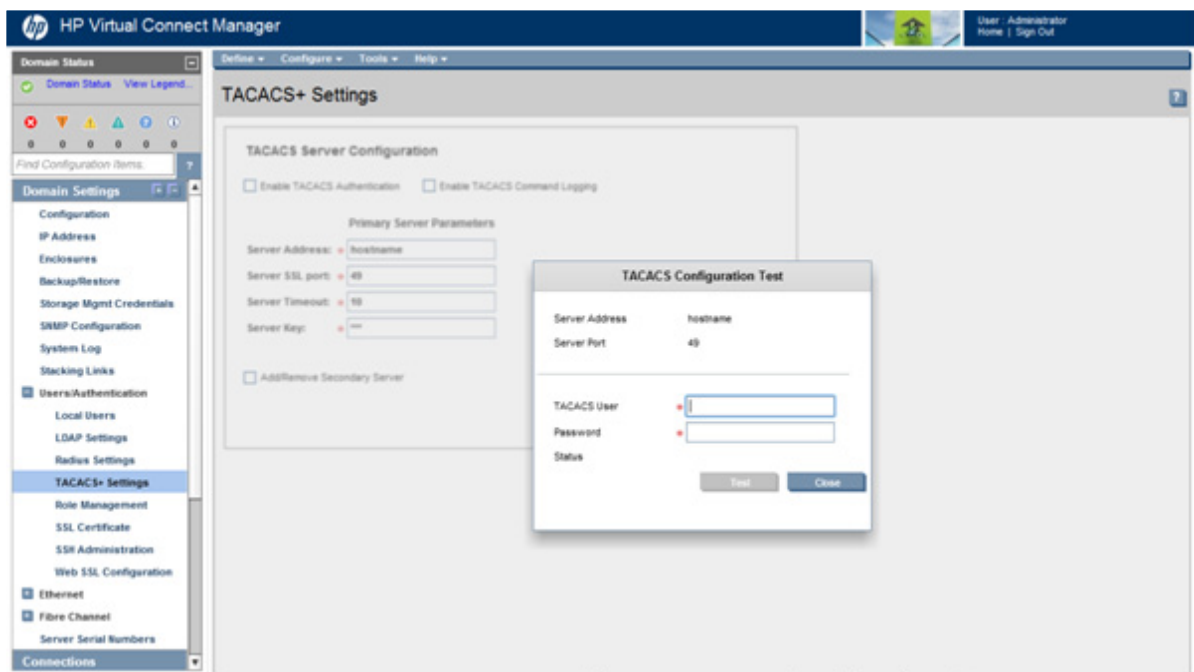 hp HP Virtual Connect Manager
User : Administrator
Home | Sign Out
Domain Status
Define Configure Tools Help
Domain Status View Legend...
TACACS+ Settings
?
0 0 0 0 0 0
Find Configuration Items. ?
Domain Settings
Configuration
IP Address
Enclosures
Backup/Restore
Storage Mgmt Credentials
SNMP Configuration
System Log
Stacking Links
Users/Authentication
Local Users
LDAP Settings
Radius Settings
TACACS+ Settings
Role Management
SSL Certificate
SSH Administration
Web SSL Configuration
Ethernet
Fibre Channel
Server Serial Numbers
Connections
TACACS Server Configuration
Enable TACACS Authentication Enable TACACS Command Logging
Primary Server Parameters
Server Address: * hostname
Server SSL port: * 49
Server Timeout: * 10
Server Key: * ***
Add/Remove Secondary Server
TACACS Configuration Test
Server Address hostname
Server Port 49
TACACS User *
Password *
Status
Test Close